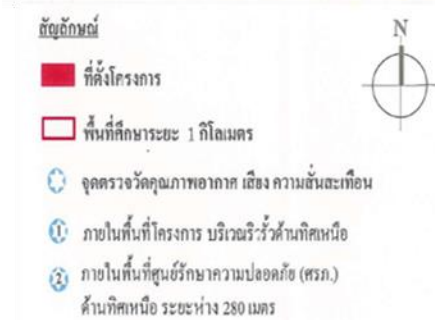 สัญลักษณ์
N
ที่ตั้งโครงการ
พื้นที่ศึกษาระยะ 1 กิโลเมตร
จุดตรวจวัดคุณภาพอากาศ เสียง ความสั่นสะเทือน
1 ภายในพื้นที่โครงการ บริเวณริมรั้วด้านทิศเหนือ
2 ภายในพื้นที่ศูนย์รักษาความปลอดภัย (ศรภ.)
ด้านทิศเหนือ ระยะห่าง 280 เมตร